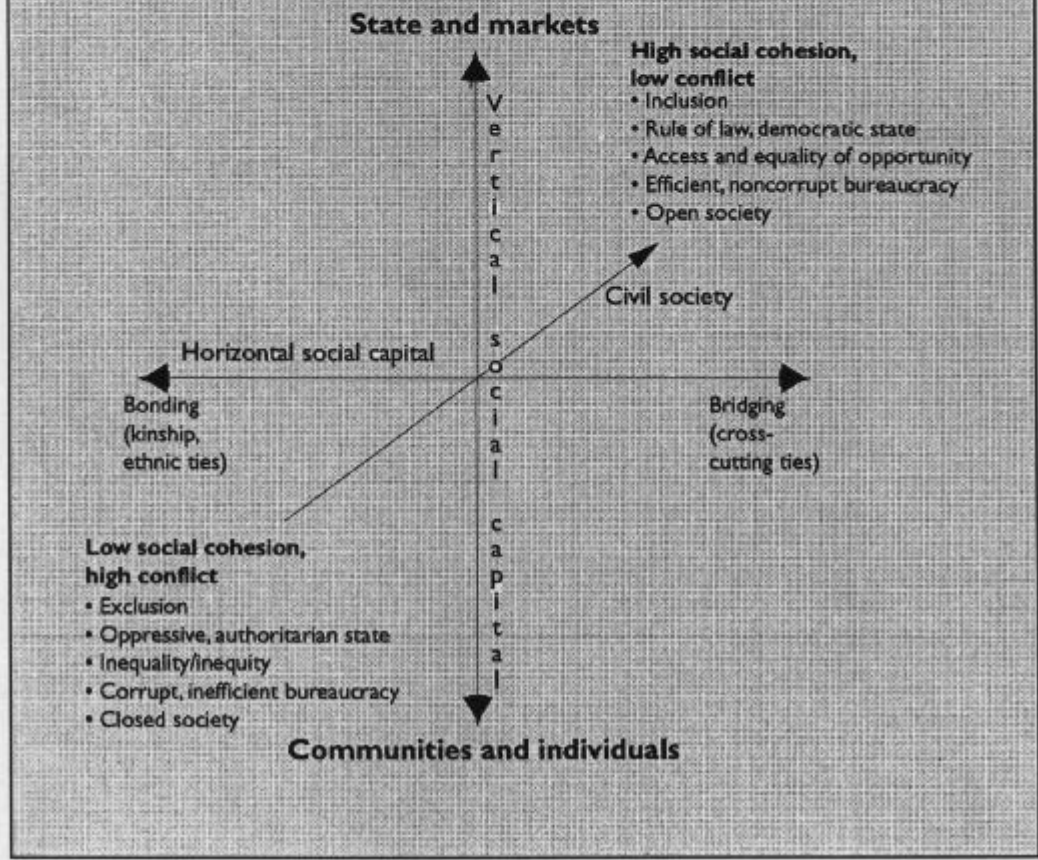 State and markets
High social cohesion,
low conflict
• Inclusion
• Rule of law, democratic state
• Access and equality of opportunity
• Efficient, noncorrupt bureaucracy
• Open society
Vertical social capital
Civil society
Horizontal social capital
Bonding
(kinship,
ethnic ties)
Bridging
(cross-
cutting ties)
Low social cohesion,
high conflict
• Exclusion
• Oppressive, authoritarian state
• Inequality/inequity
• Corrupt, inefficient bureaucracy
• Closed society
Communities and individuals